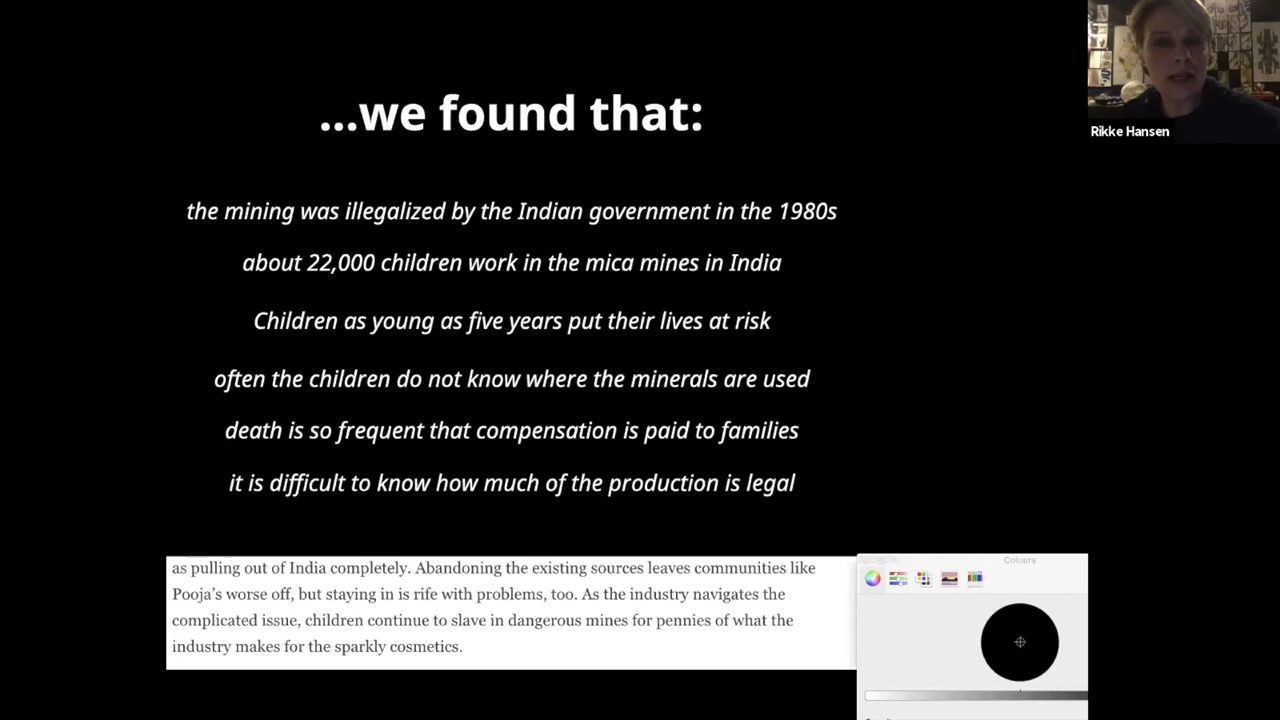 ...we found that:
Rikke Hansen
the mining was illegalized by the Indian government in the 1980s
about 22,000 children work in the mica mines in India
Children as young as five years put their lives at risk
often the children do not know where the minerals are used
death is so frequent that compensation is paid to families
it is difficult to know how much of the production is legal
as pulling out of India completely. Abandoning the existing sources leaves communities like
Pooja’s worse off, but staying in is rife with problems, too. As the industry navigates the
complicated issue, children continue to slave in dangerous mines for pennies of what the
industry makes for the sparkly cosmetics.
Colours